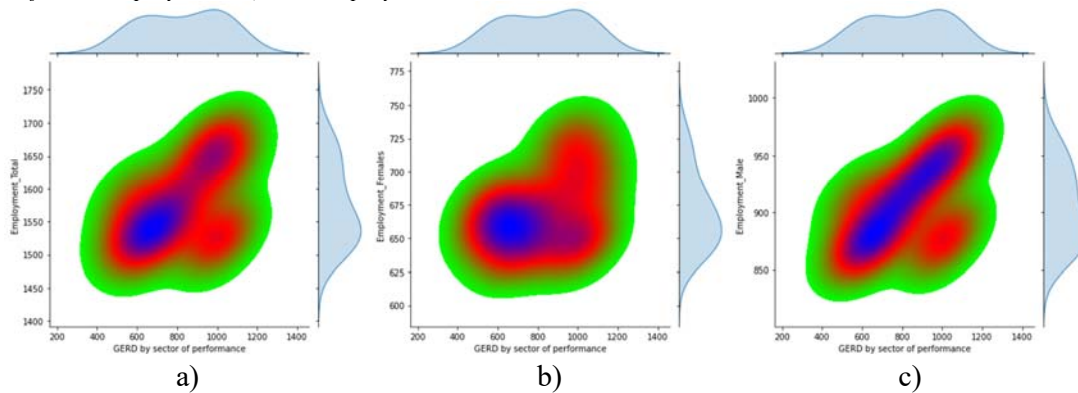 200 400 600 800 1000 1200 1400
1750
1700
1650
1600
1550
1500
1450
1400
Employment_Total
GERD by sector of performance
a)
775
750
725
700
675
650
625
600
Employment_Females
200 400 600 800 1000 1200 1400
GERD by sector of performance
b)
1000
950
900
850
Employment_Male
200 400 600 800 1000 1200 1400
GERD by sector of performance
c)